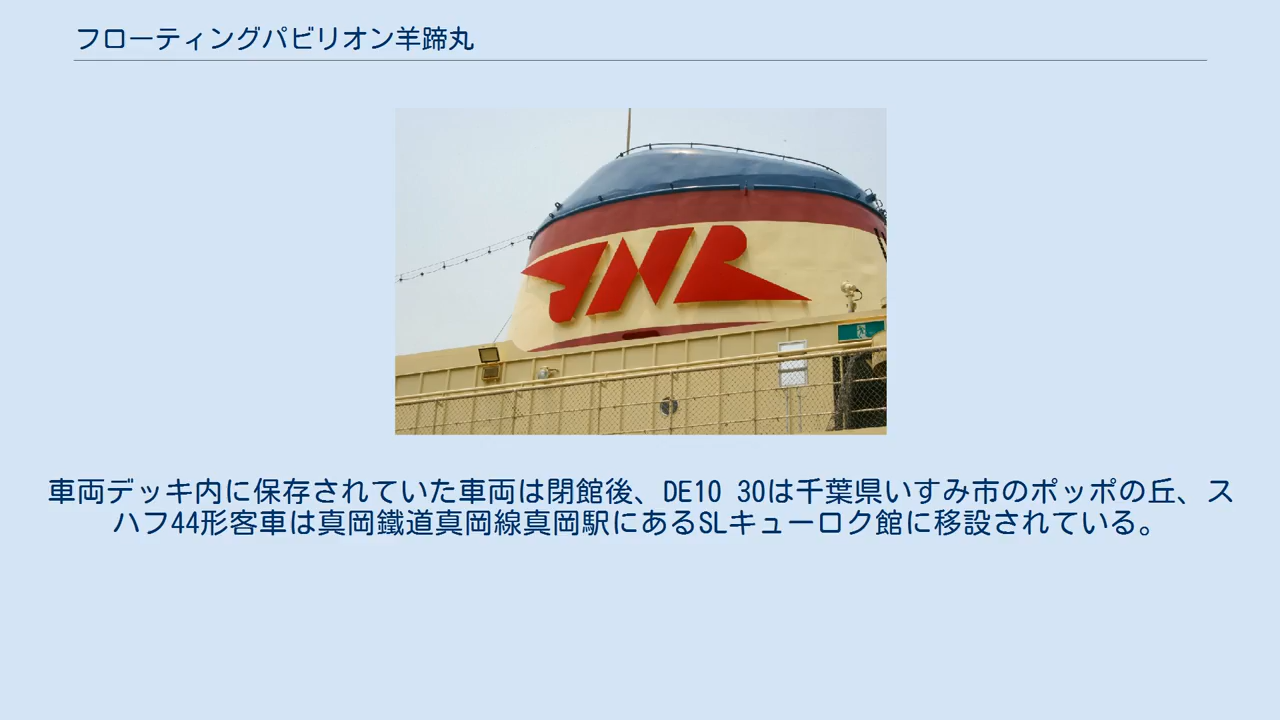 フローティングパビリオン羊蹄丸
JNR
車両デッキ内に保存されていた車両は閉館後、DE10 30は千葉県いすみ市のポッポの丘、ス
ハフ44形客車は真岡鐵道真岡線真岡駅にあるSLキューロク館に移設されている。